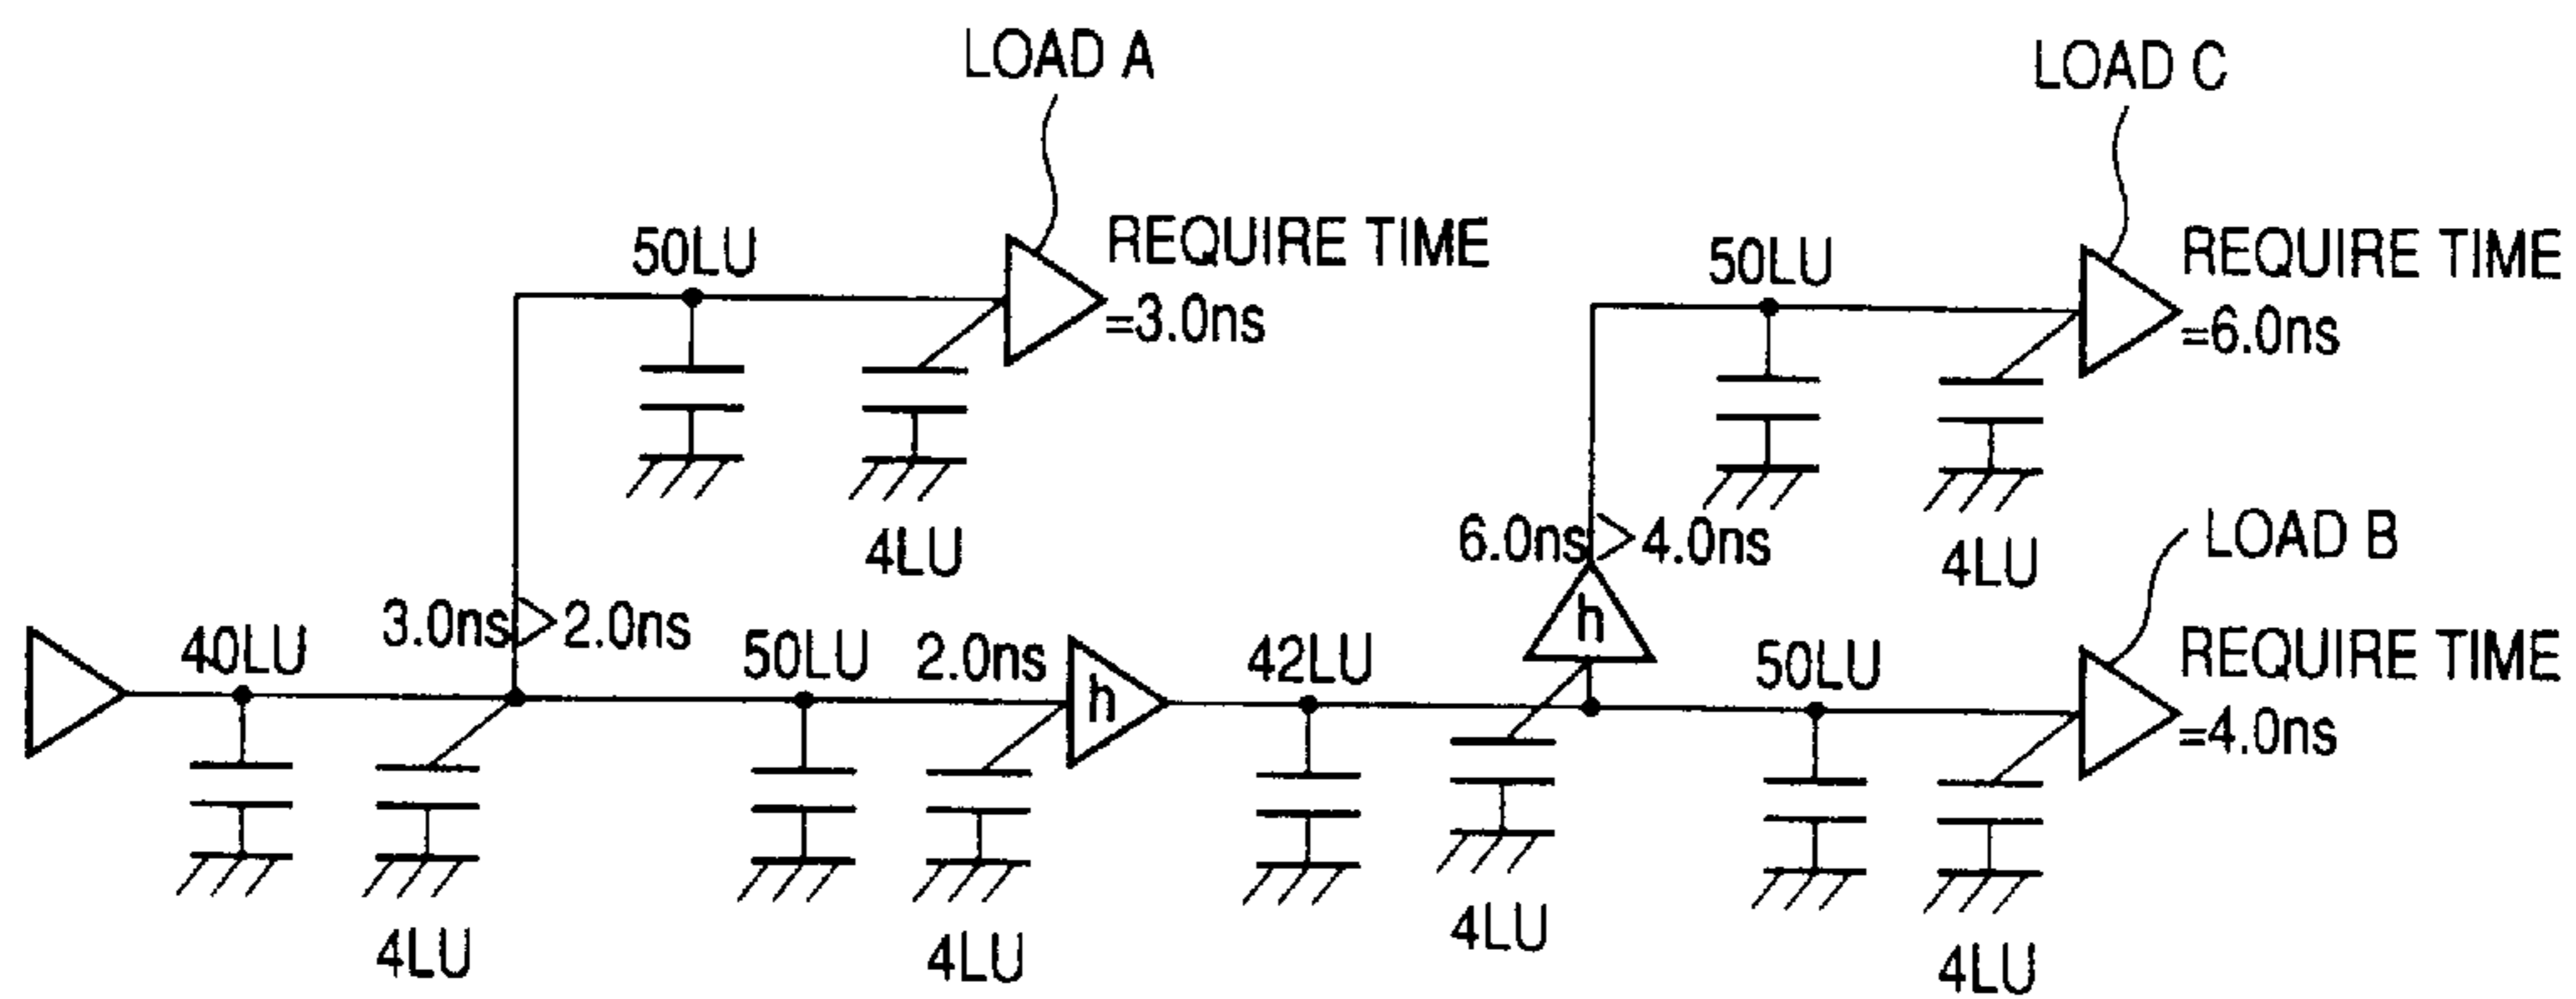 LOAD A
LOAD C
REQUIRE TIME
=3.0ns
50LU
4LU
REQUIRE TIME
=6.0ns
50LU
4LU
6.0ns > 4.0ns
h
LOAD B
3.0ns > 2.0ns
40LU
4LU
50LU
2.0ns
4LU
h
42LU
4LU
50LU
4LU
REQUIRE TIME
=4.0ns